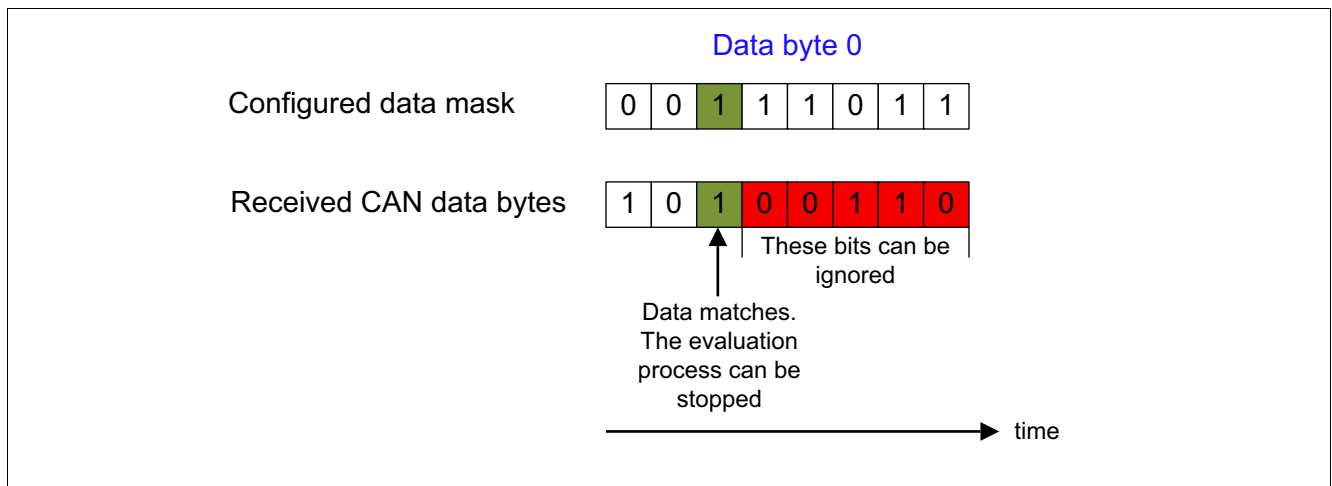 Data byte 0
Configured data mask 0 0 1 1 1 0 1 1
Received CAN data bytes 1 0 1 0 0 1 1 0
These bits can be
ignored
Data matches.
The evaluation
process can be
stopped
time